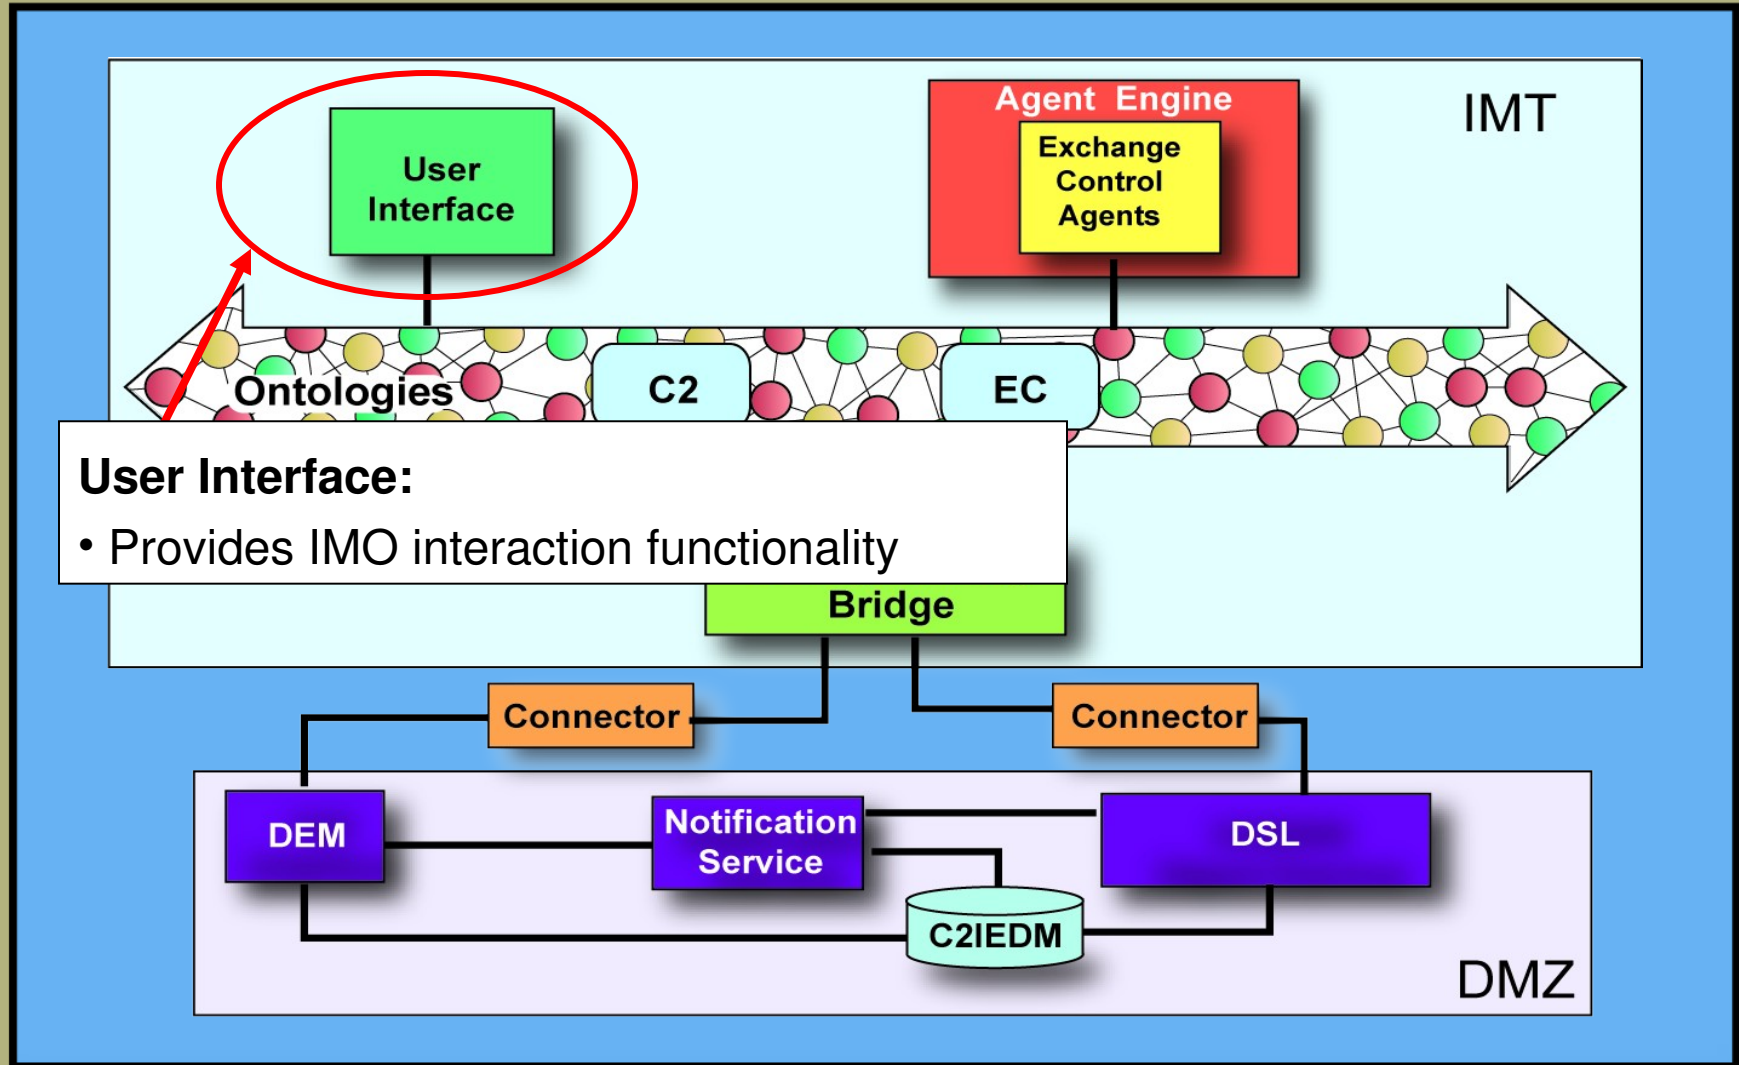 IMT
User
Interface
Agent Engine
Exchange
Control
Agents
Ontologies
C2
EC
User Interface:
• Provides IMO interaction functionality
Bridge
Connector
Connector
DEM
Notification
Service
DSL
C2IEDM
DMZ